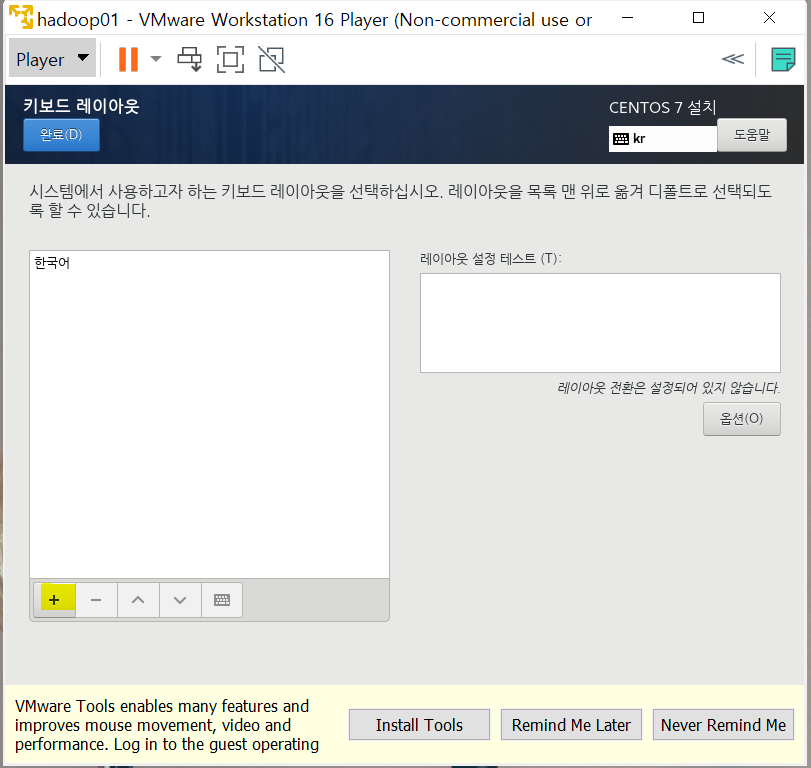 hadoop01 - VMware Workstation 16 Player (Non-commercial use or
Player
키보드 레이아웃
CENTOS 7 설치
완료(D)
kr
도움말
시스템에서 사용하고자 하는 키보드 레이아웃을 선택하십시오. 레이아웃을 목록 맨 위로 옮겨 디폴트로 선택되도
록 할 수 있습니다.
한국어
레이아웃 설정 테스트 (T):
레이아웃 전환은 설정되어 있지 않습니다.
옵션(O)
VMware Tools enables many features and
improves mouse movement, video and
performance. Log in to the guest operating
Install Tools
Remind Me Later
Never Remind Me